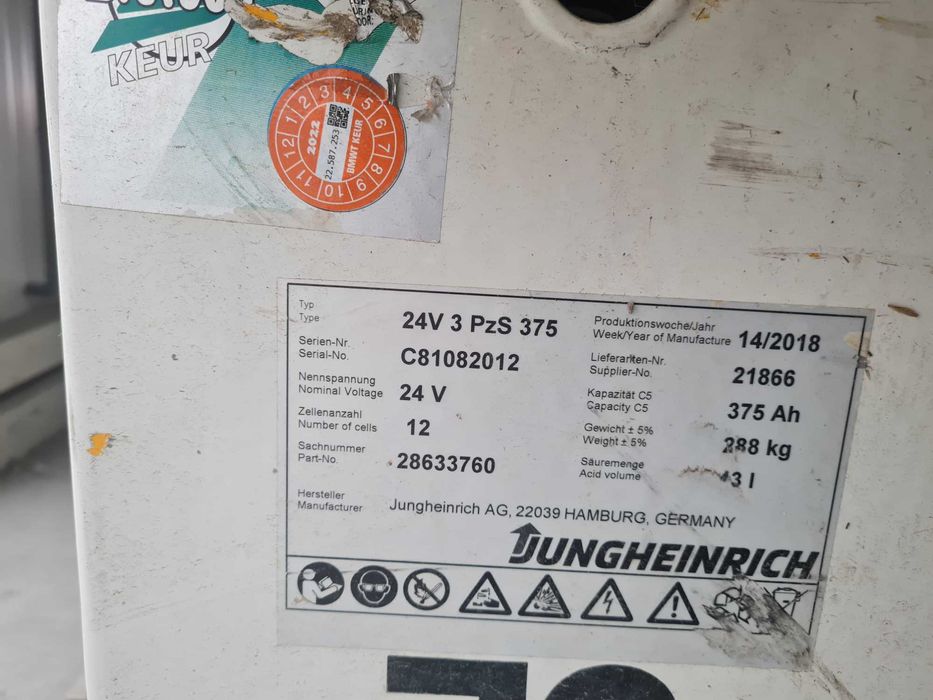 KEUR
1 2 3 4 5 6 7 8 9 10 11 12
2022
22.587.253
BMWT KEUR
Typ
Type
24V 3 PzS 375
Produktionswoche/Jahr
Week/Year of Manufacture
14/2018
Serien-Nr.
Serial-No.
C81082012
Lieferanten-Nr.
Supplier-No.
21866
Nennspannung
Nominal Voltage
24 V
Kapazität C5
Capacity C5
375 Ah
Zellenanzahl
Number of cells
12
Gewicht ± 5%
Weight ± 5%
288 kg
Sachnummer
Part-No.
28633760
Säuremenge
Acid volume
l
Hersteller
Manufacturer
Jungheinrich AG, 22039 HAMBURG, GERMANY
JUNGHEINRICH